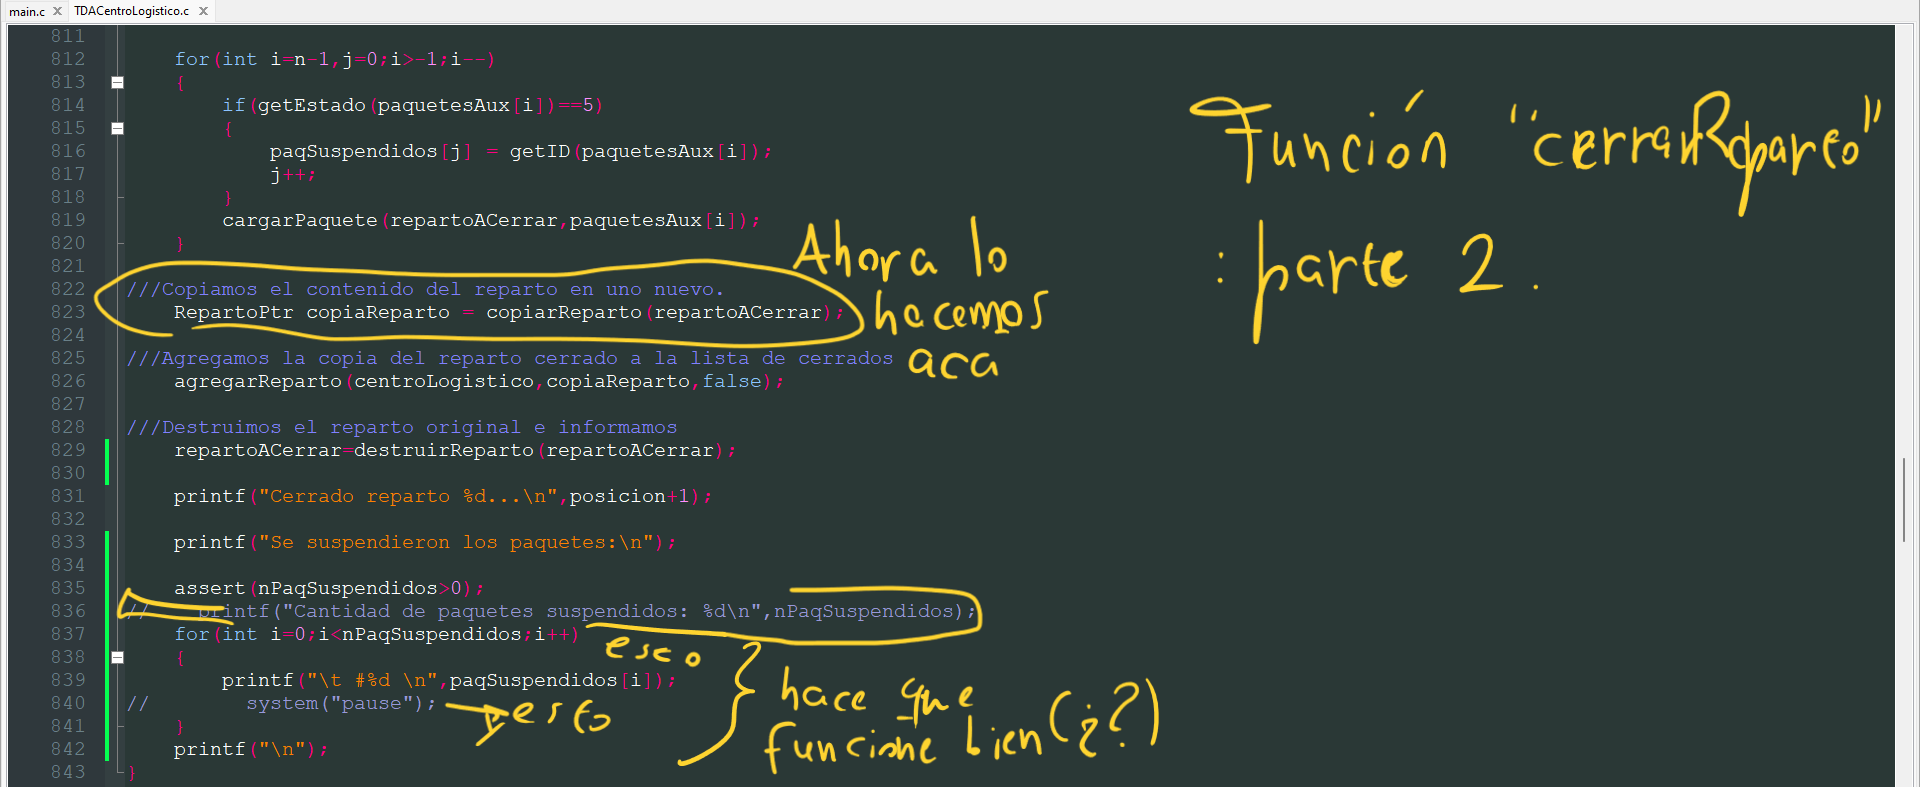 main.c X TDACentroLogistico.c X
811
812 for(int i=n-1,j=0;i>-1;i--)
813 {
814 if(getEstado(paquetesAux[i])==5)
815 {
816 paqSuspendidos[j] = getID(paquetesAux[i]);
817 j++;
818 }
819 cargarPaquete(repartoACerrar,paquetesAux[i]);
820 }
821
822 ///Copiamos el contenido del reparto en uno nuevo.
823 RepartoPtr copiaReparto = copiarReparto(repartoACerrar);
824
825 ///Agregamos la copia del reparto cerrado a la lista de cerrados
826 agregarReparto(centroLogistico,copiaReparto,false);
827
828 ///Destruimos el reparto original e informamos
829 repartoACerrar=destruirReparto(repartoACerrar);
830
831 printf("Cerrado reparto %d...\n",posicion+1);
832
833 printf("Se suspendieron los paquetes:\n");
834
835 assert(nPaqSuspendidos>0);
836 // printf("Cantidad de paquetes suspendidos: %d\n",nPaqSuspendidos);
837 for(int i=0;i<nPaqSuspendidos;i++)
838 {
839 printf("\t #%d \n",paqSuspendidos[i]);
840 // system("pause");
841 }
842 printf("\n");
843 }
Función "cerrarReparto"
: parte 2.
Ahora lo
hacemos
aca
esto
esto
hace que
funcione bien(¿?)